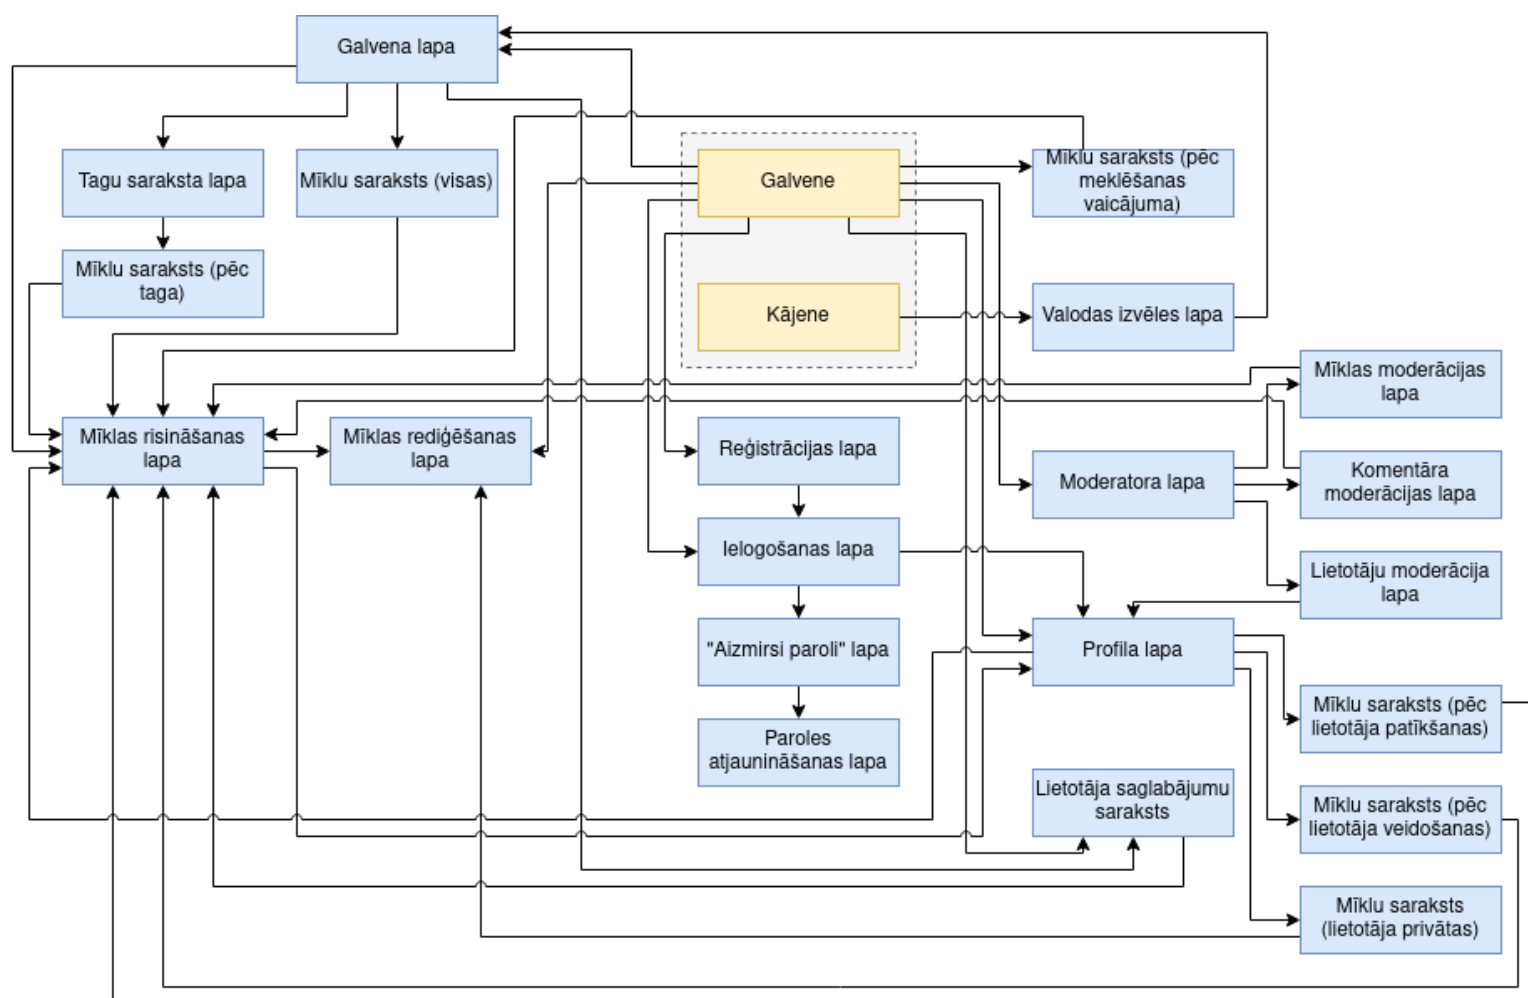 Galvena lapa
Tagu saraksta lapa
Mīklu saraksts (visas)
Galvene
Mīklu saraksts (pēc
meklēšanas
vaicājuma)
Mīklu saraksts (pēc
taga)
Kājene
Valodas izvēles lapa
Mīklas moderācijas
lapa
Mīklas risināšanas
lapa
Mīklas rediģēšanas
lapa
Reģistrācijas lapa
Moderatora lapa
Komentāra
moderācijas lapa
Ielogošanas lapa
Lietotāju moderācija
lapa
"Aizmirsi paroli" lapa
Profila lapa
Mīklu saraksts (pēc
lietotāja patīkšanas)
Paroles
atjaunināšanas lapa
Lietotāja saglabājumu
saraksts
Mīklu saraksts (pēc
lietotāja veidošanas)
Mīklu saraksts
(lietotāja privātas)